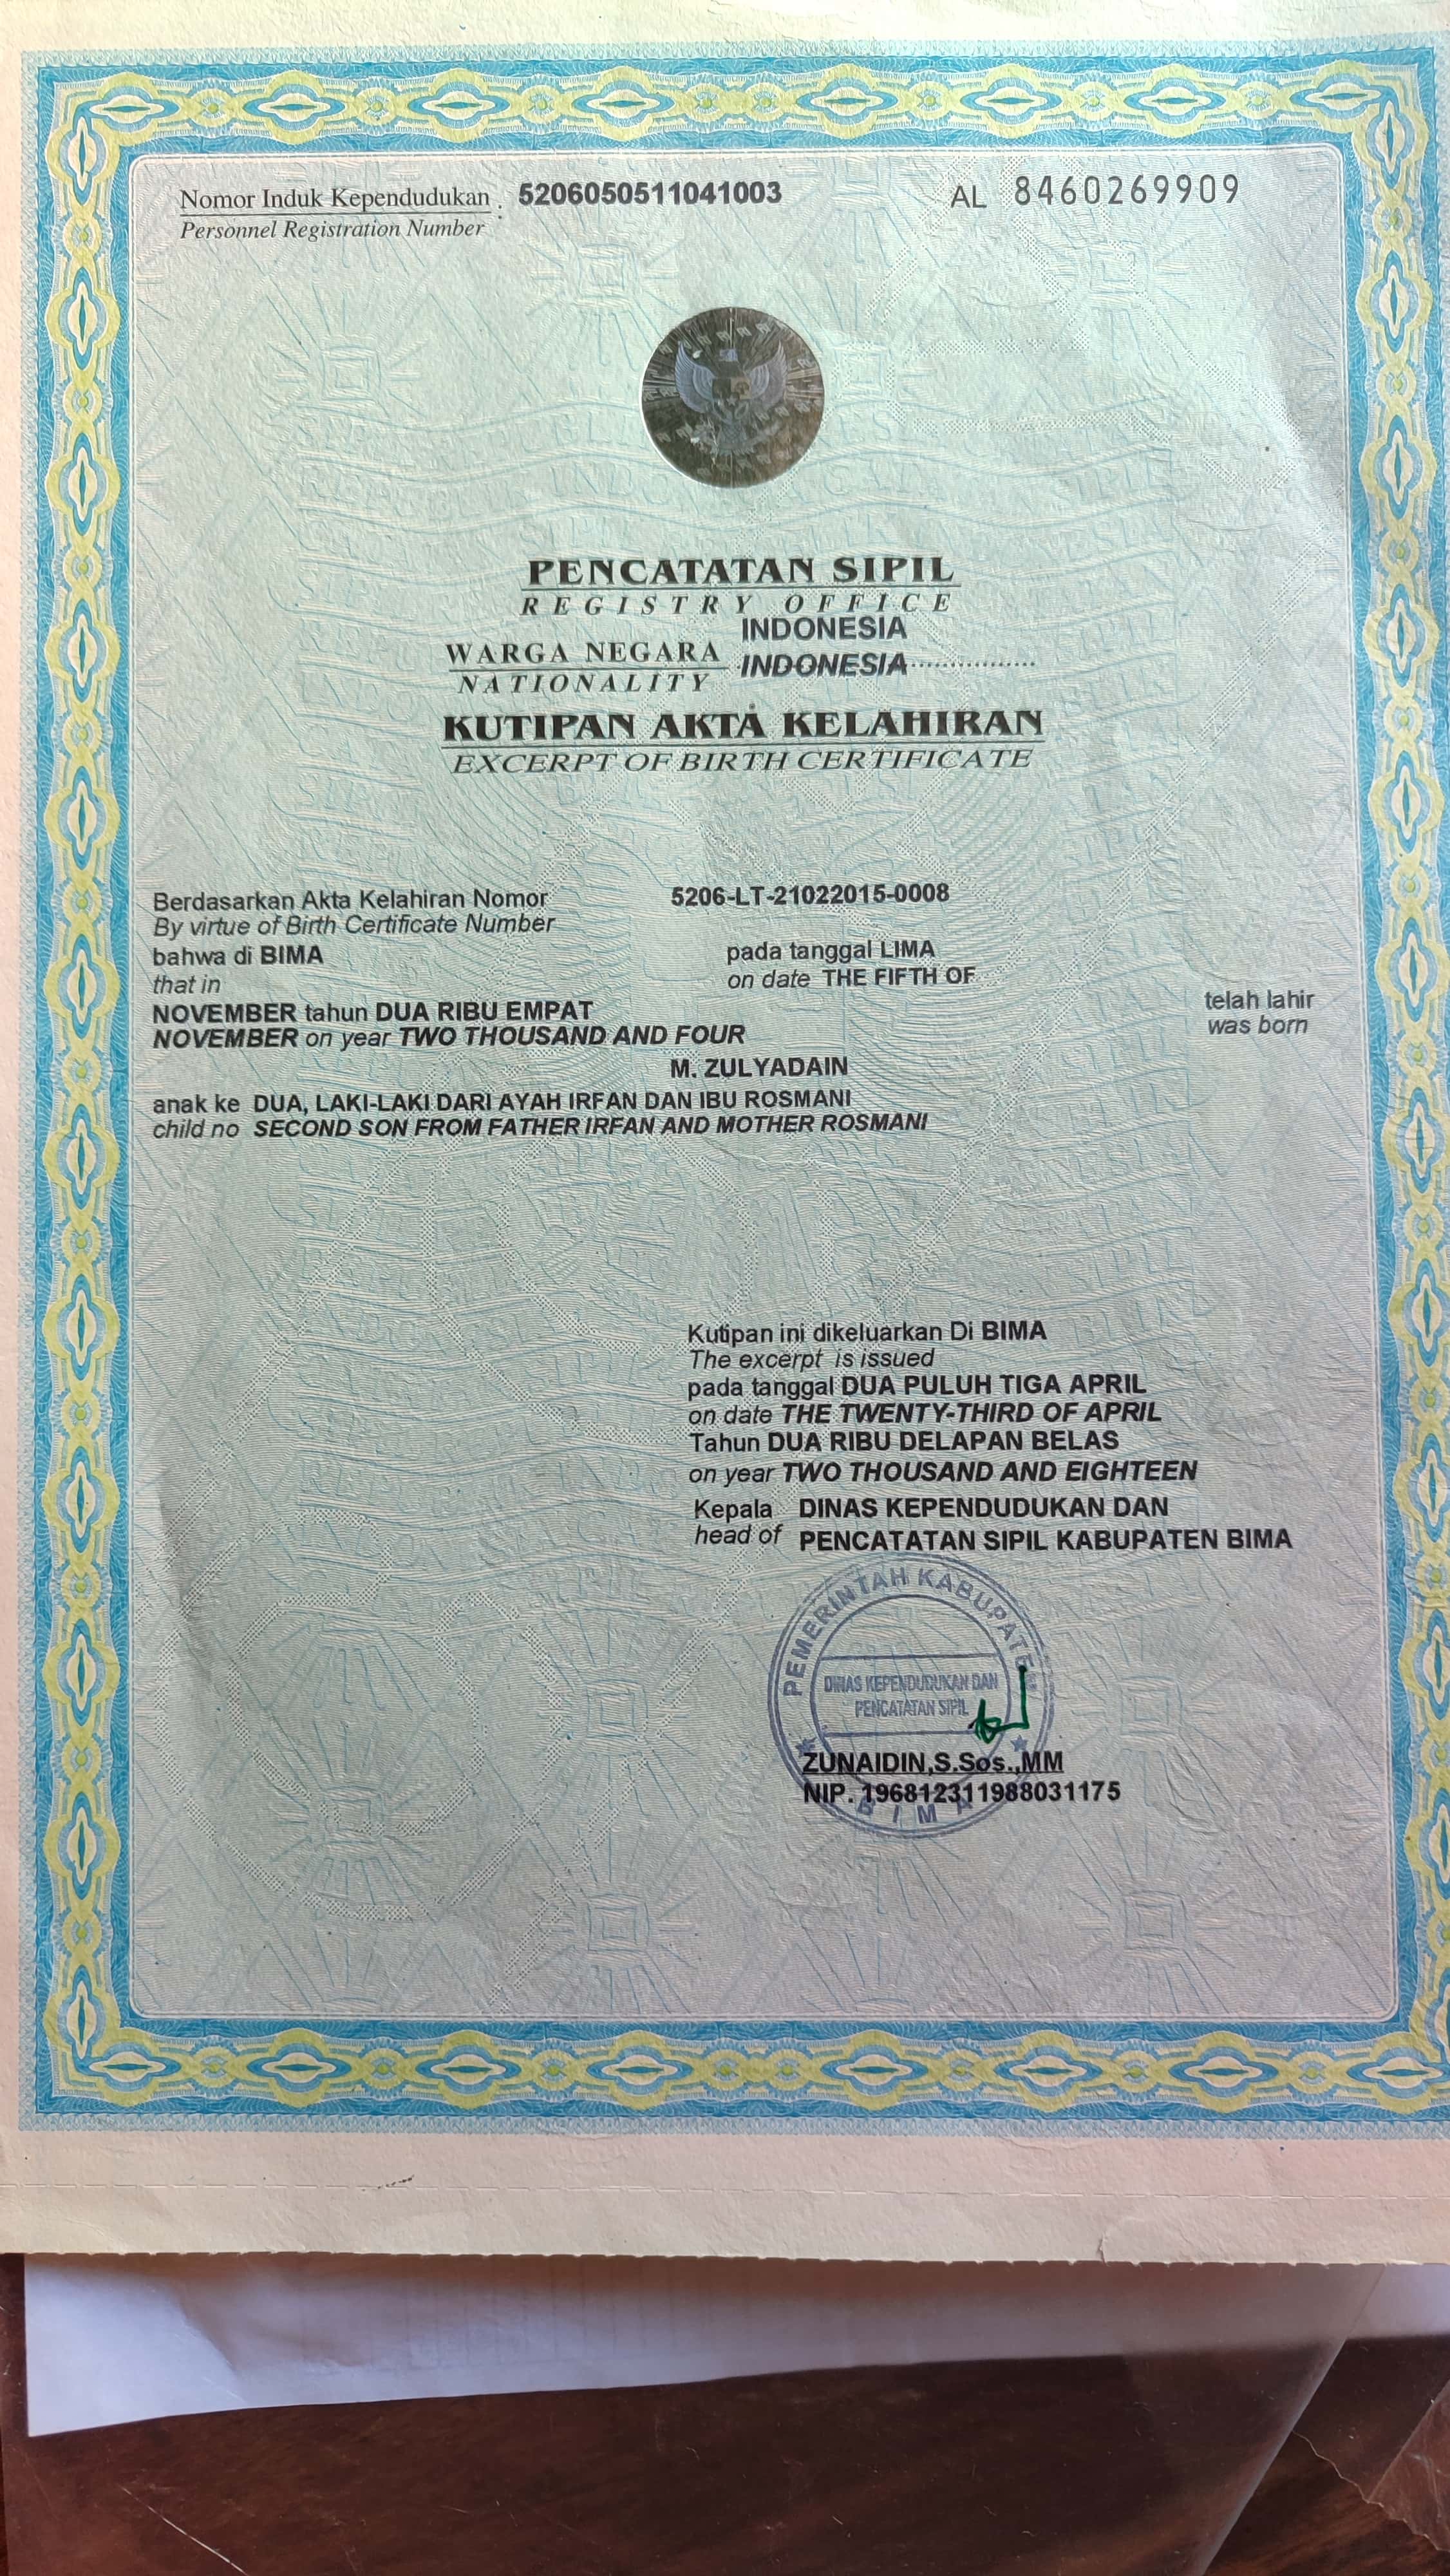 Nomor Induk Kependudukan : 5206050511041003 AL 8460269909
Personnel Registration Number
PENCATATAN SIPIL
REGISTRY OFFICE
INDONESIA
WARGA NEGARA INDONESIA
NATIONALITY
KUTIPAN AKTA KELAHIRAN
EXCERPT OF BIRTH CERTIFICATE
Berdasarkan Akta Kelahiran Nomor 5206-LT-21022015-0008
By virtue of Birth Certificate Number
bahwa di BIMA pada tanggal LIMA
that in on date THE FIFTH OF
NOVEMBER tahun DUA RIBU EMPAT telah lahir
NOVEMBER on year TWO THOUSAND AND FOUR was born
M. ZULYADAIN
anak ke DUA, LAKI-LAKI DARI AYAH IRFAN DAN IBU ROSMANI
child no SECOND SON FROM FATHER IRFAN AND MOTHER ROSMANI
Kutipan ini dikeluarkan Di BIMA
The excerpt is issued
pada tanggal DUA PULUH TIGA APRIL
on date THE TWENTY-THIRD OF APRIL
Tahun DUA RIBU DELAPAN BELAS
on year TWO THOUSAND AND EIGHTEEN
Kepala DINAS KEPENDUDUKAN DAN
head of PENCATATAN SIPIL KABUPATEN BIMA
PEMERINTAH KABUPATEN
DINAS KEPENDUDUKAN DAN
PENCATATAN SIPIL
ZUNAIDIN,S.Sos.,MM
NIP. 196812311988031175
BIMA